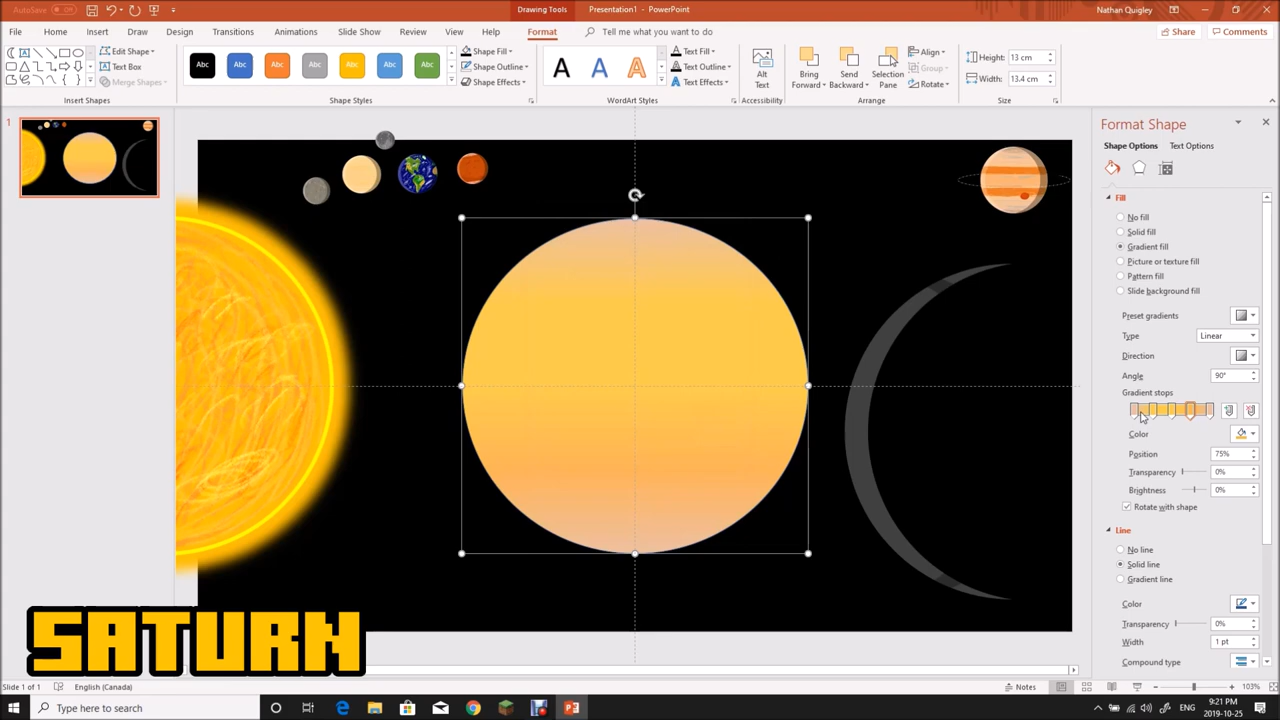 AutoSave Off
Drawing Tools
Presentation1 - PowerPoint
Nathan Quigley
File Home Insert Draw Design Transitions Animations Slide Show Review View Help Format Tell me what you want to do Share Comments
Edit Shape
Text Box
Merge Shapes
Insert Shapes
Abc Abc Abc Abc Abc Abc Abc
Shape Fill
Shape Outline
Shape Effects
Shape Styles
A A A
Text Fill
Text Outline
Text Effects
WordArt Styles
Alt Text
Accessibility
Bring Forward
Send Backward
Selection Pane
Align
Group
Rotate
Arrange
Height: 13 cm
Width: 13.4 cm
Size
1
Format Shape
Shape Options Text Options
Fill
No fill
Solid fill
Gradient fill
Picture or texture fill
Pattern fill
Slide background fill
Preset gradients
Type Linear
Direction
Angle 90°
Gradient stops
Color
Position 75%
Transparency 0%
Brightness 0%
Rotate with shape
Line
No line
Solid line
Gradient line
Color
Transparency 0%
Width 1 pt
Compound type
SATURN
Slide 1 of 1 English (Canada) Notes 103%
Type here to search
9:21 PM
2019-10-25